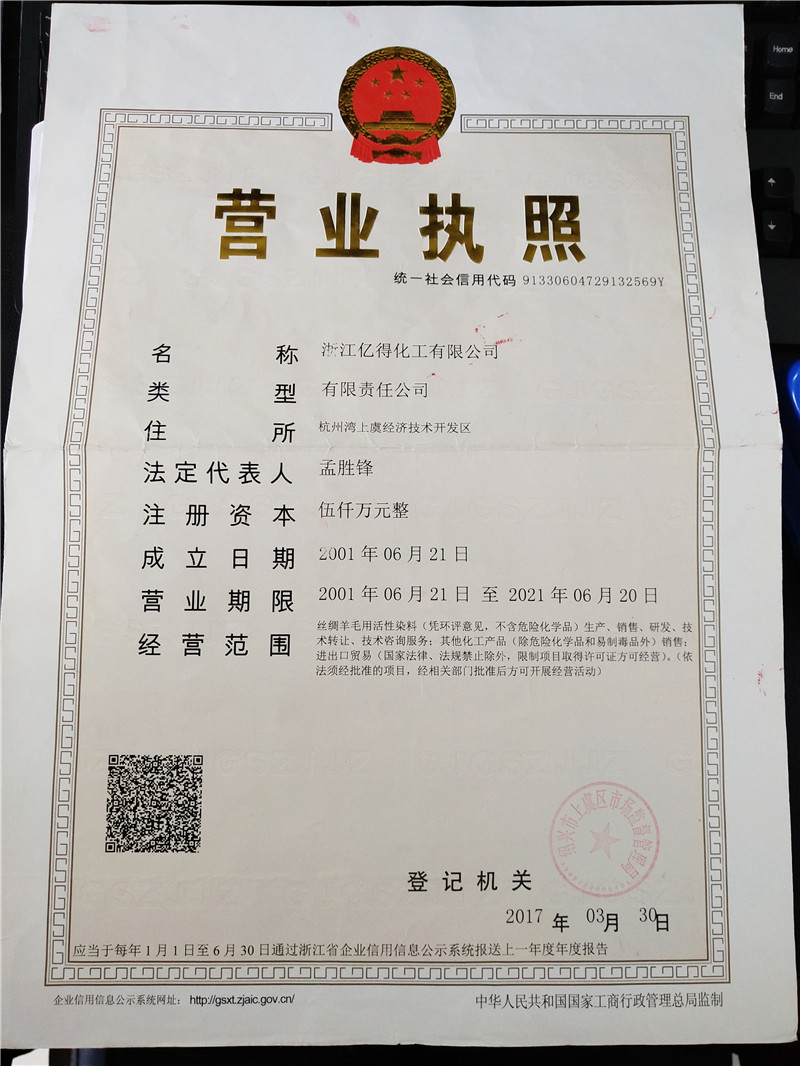 营业执照
统一社会信用代码 91330604729132569Y
名称 浙江亿得化工有限公司
类型 有限责任公司
住所 杭州湾上虞经济技术开发区
法定代表人 孟胜锋
注册资本 伍仟万元整
成立日期 2001年06月21日
营业期限 2001年06月21日 至 2021年06月20日
经营范围 丝绸羊毛用活性染料（凭环评意见，不含危险化学品）生产、销售、研发、技
术转让、技术咨询服务；其他化工产品（除危险化学品和易制毒品外）销售；
进出口贸易（国家法律、法规禁止除外，限制项目取得许可证方可经营）。（依
法须经批准的项目，经相关部门批准后方可开展经营活动）
绍兴市上虞区市场监督管理局
登记机关
2017年03月30日
应当于每年1月1日至6月30日通过浙江省企业信用信息公示系统报送上一年度年度报告
企业信用信息公示系统网址： http://gsxt.zjaic.gov.cn/
中华人民共和国国家工商行政管理总局监制
Home
End